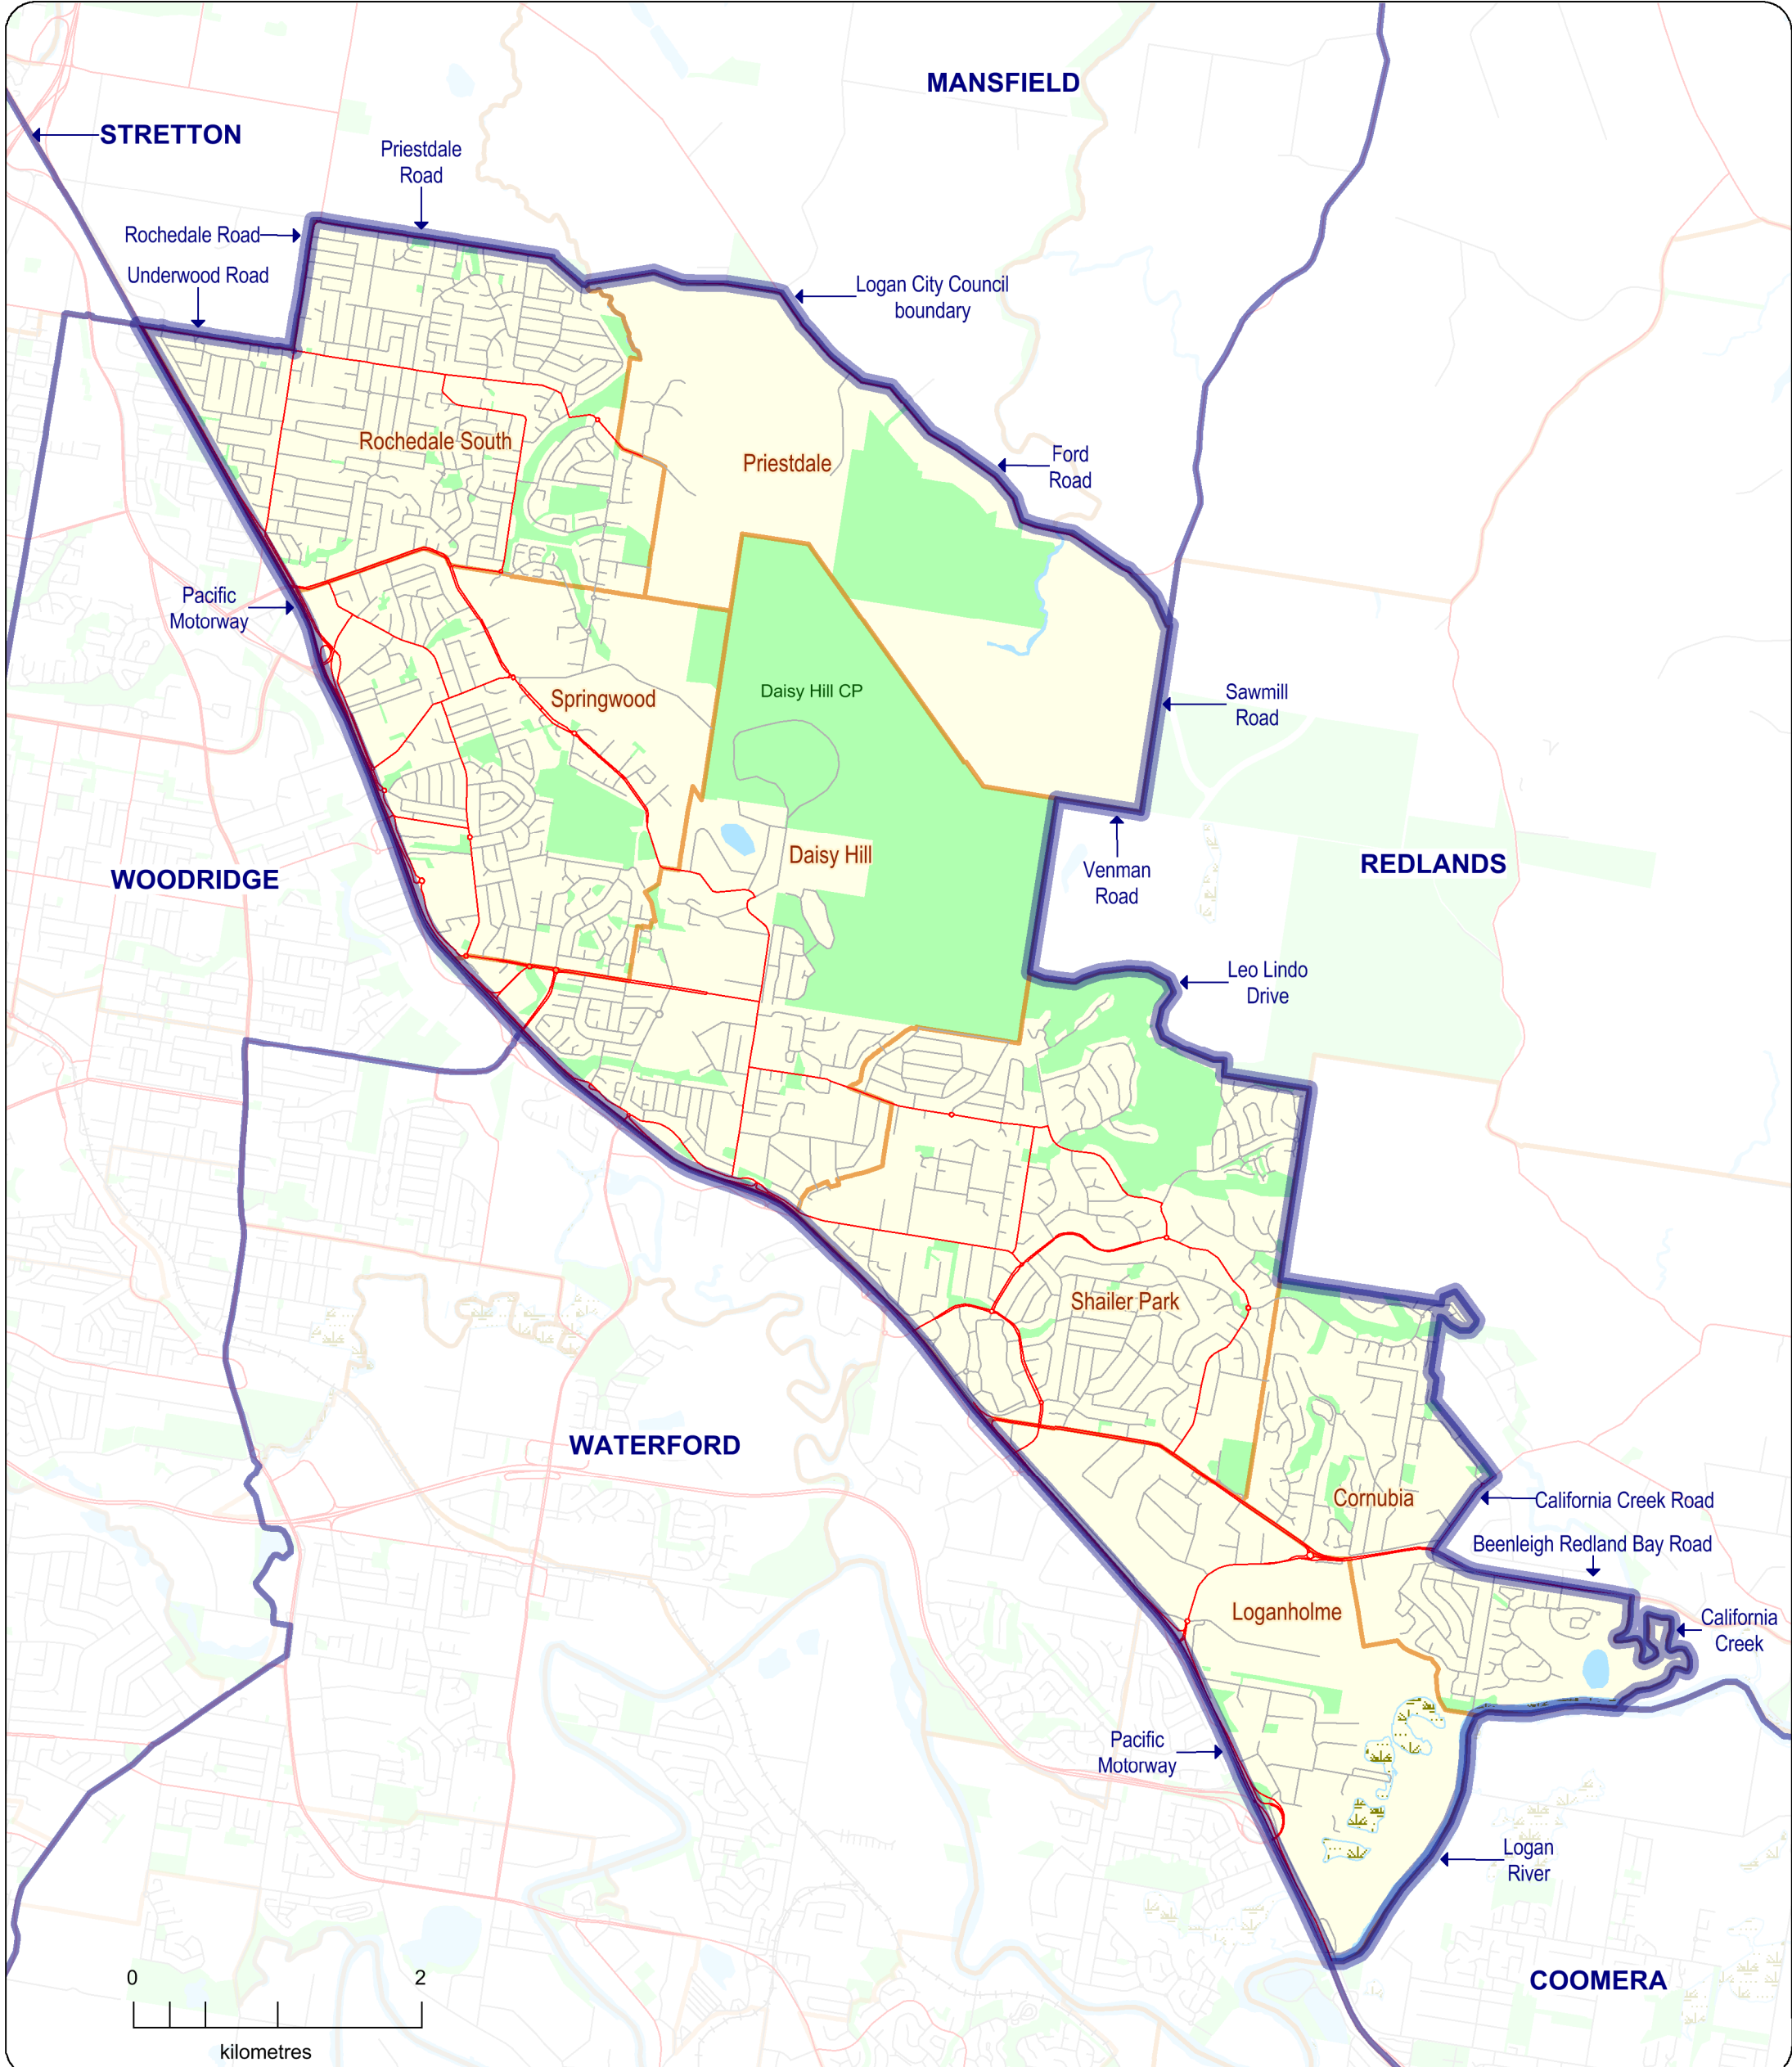 MANSFIELD
STRETTON
Priestdale
Road
Rochedale Road
Underwood Road
Logan City Council
boundary
Rochedale South
Priestdale
Ford
Road
Pacific
Motorway
Springwood
Daisy Hill CP
Sawmill
Road
WOODRIDGE
Daisy Hill
Venman
Road
REDLANDS
Leo Lindo
Drive
Shailer Park
WATERFORD
Cornubia
California Creek Road
Beenleigh Redland Bay Road
Loganholme
California
Creek
Pacific
Motorway
Logan
River
COOMERA
0 2
kilometres